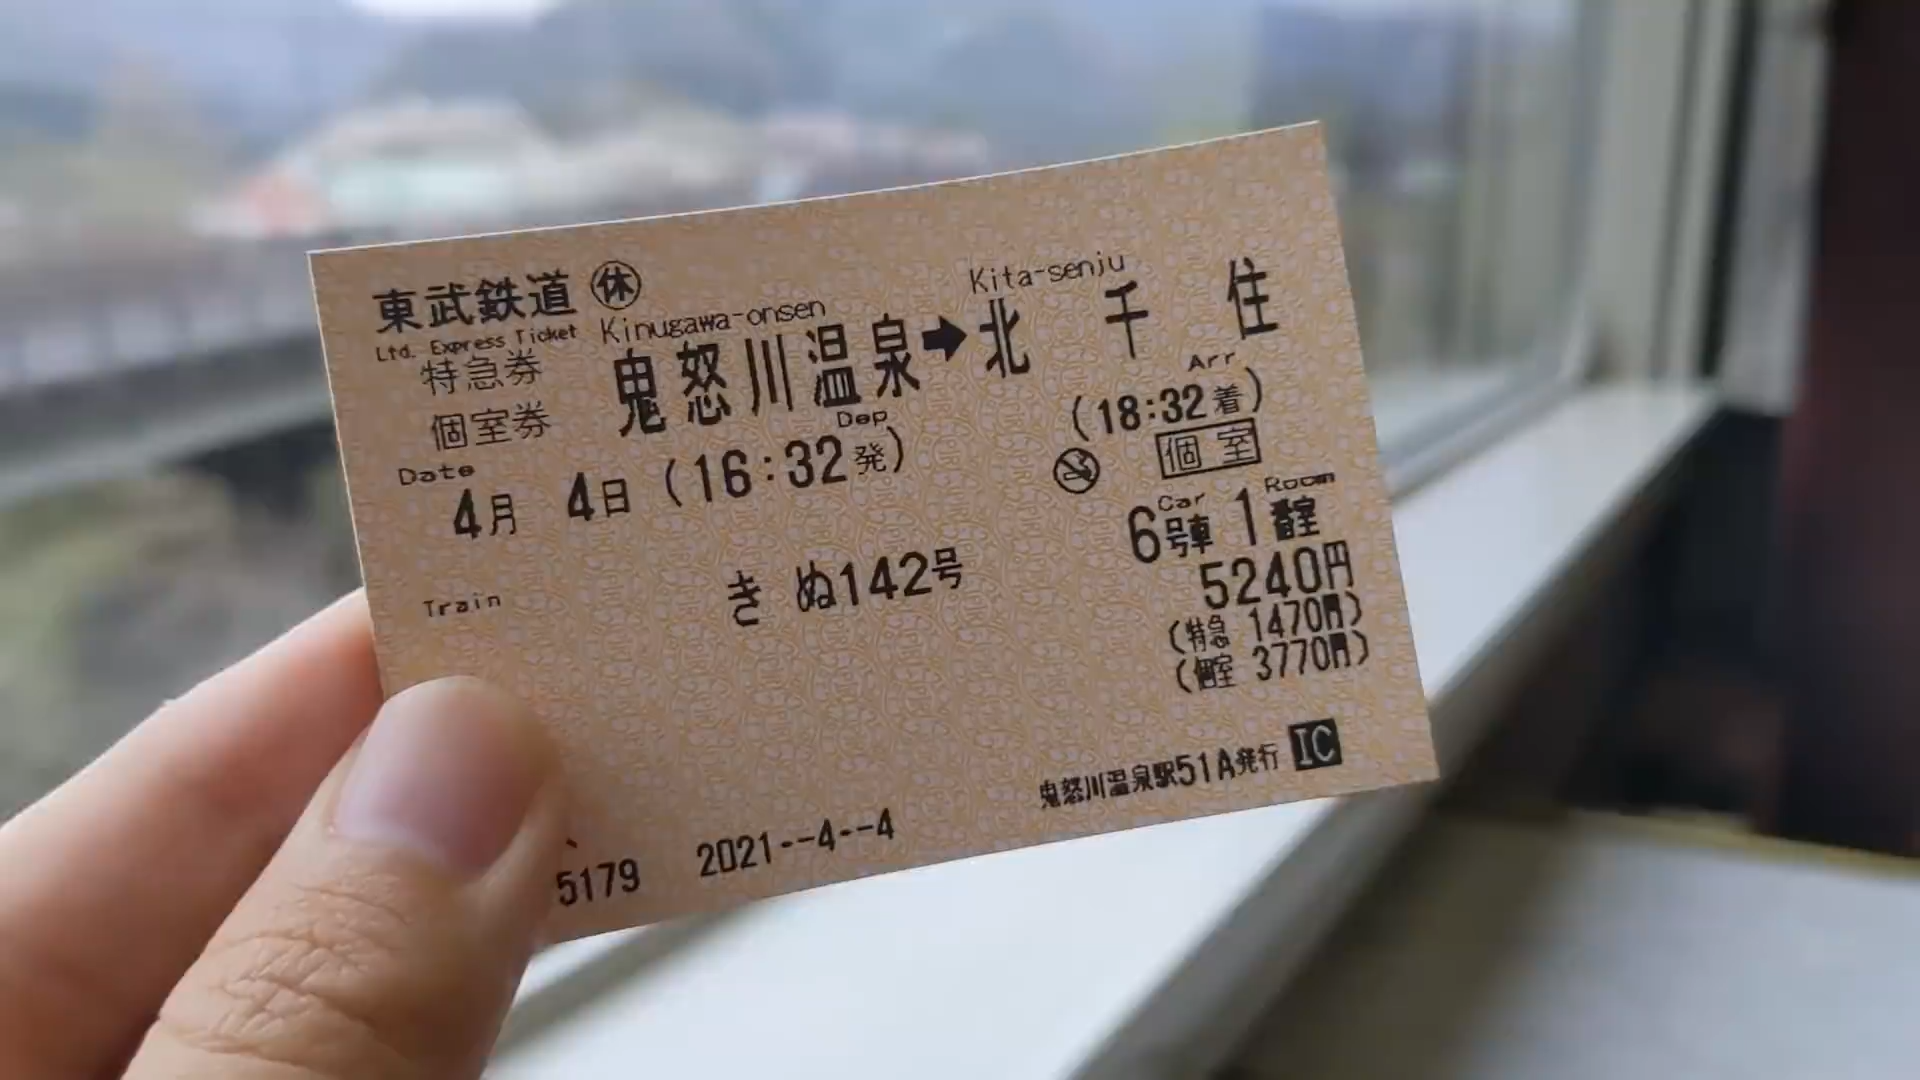 東武鉄道 ㊡
Ltd. Express Ticket
特急券
個室券
Kinugawa-onsen Kita-senju
鬼怒川温泉➡北千住
Dep Arr
Date
4月 4日 (16:32発) (18:32着)
個室
Car Room
6号車 1番室
Train きぬ142号
5240円
(特急 1470円)
(個室 3770円)
鬼怒川温泉駅51A発行 IC
5179 2021--4--4